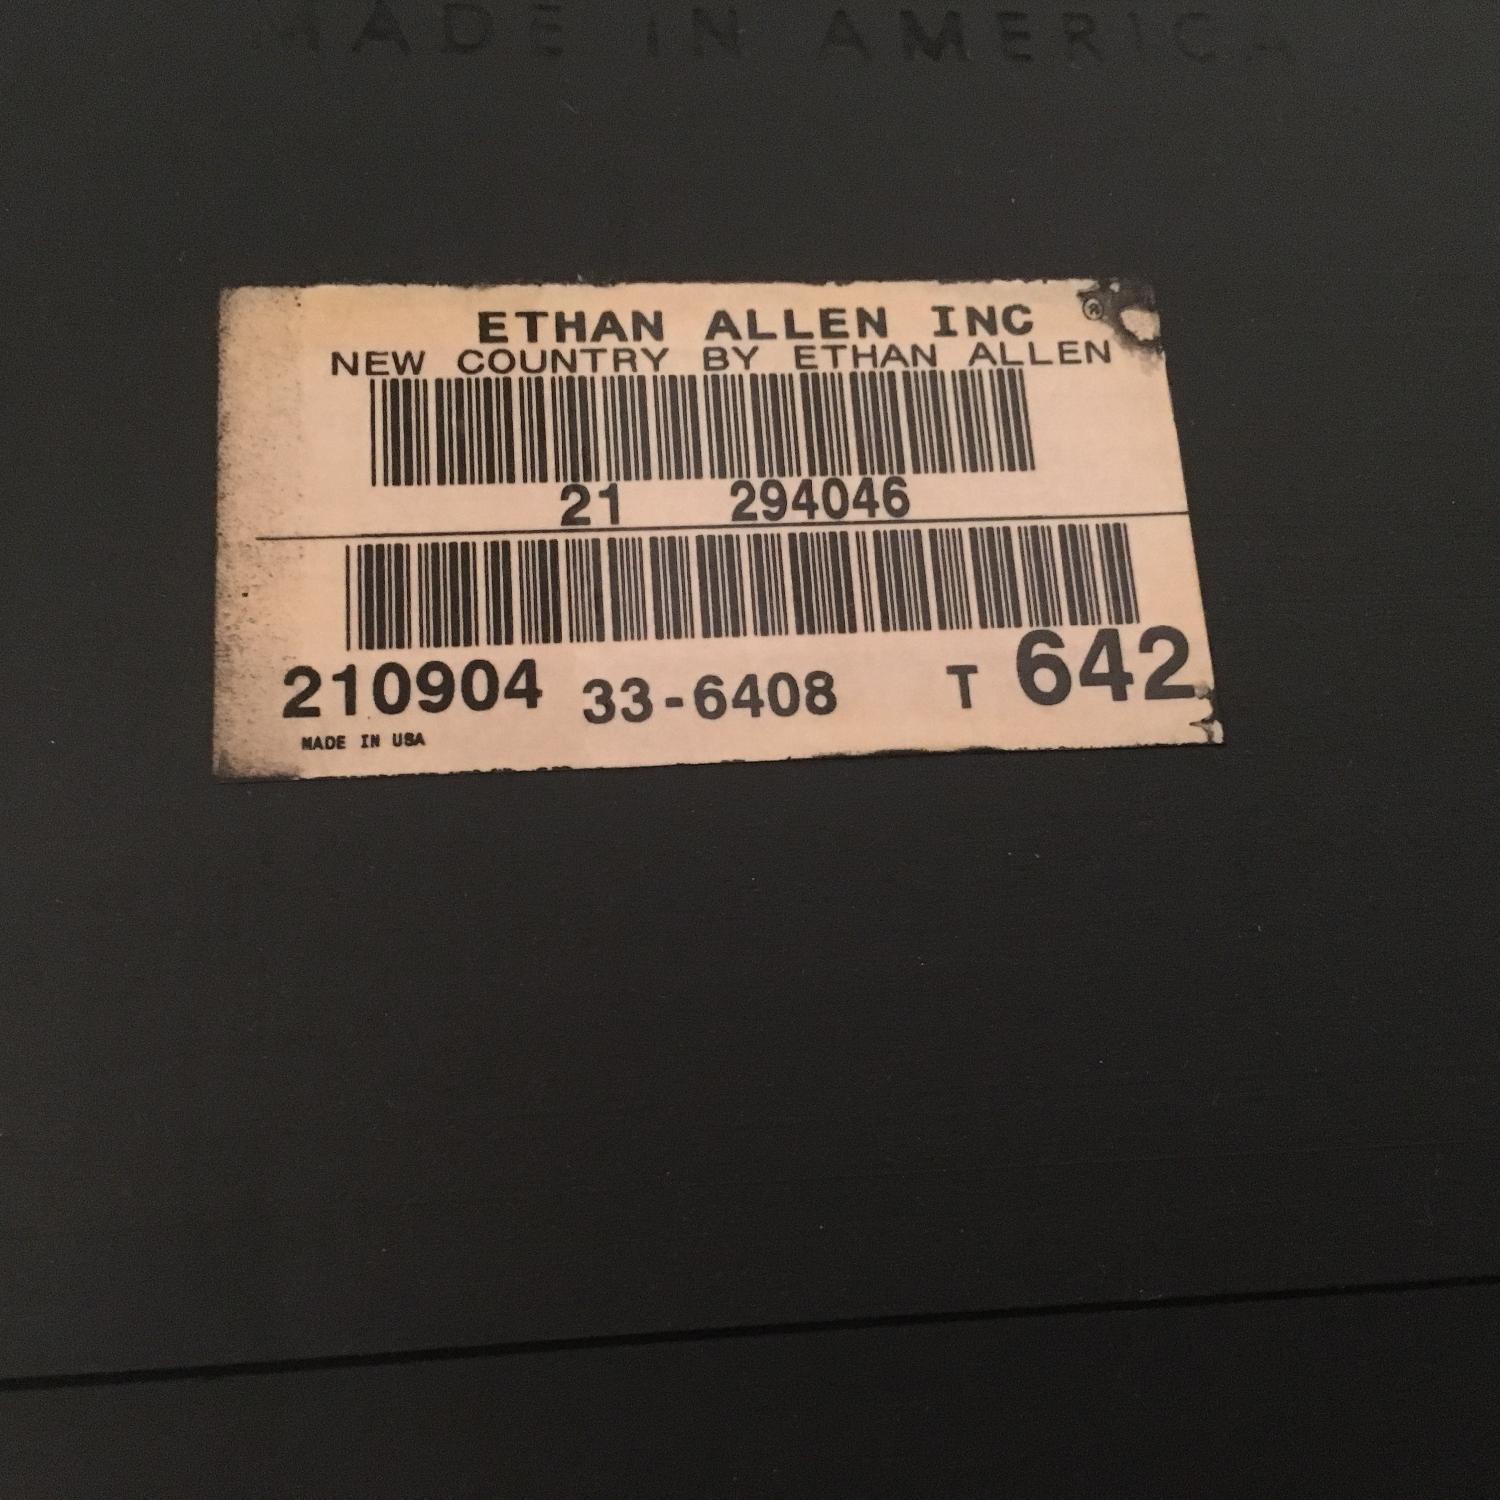 MADE IN AMERICA
ETHAN ALLEN INC ®
NEW COUNTRY BY ETHAN ALLEN
21 294046
210904 33-6408 T 642
MADE IN USA